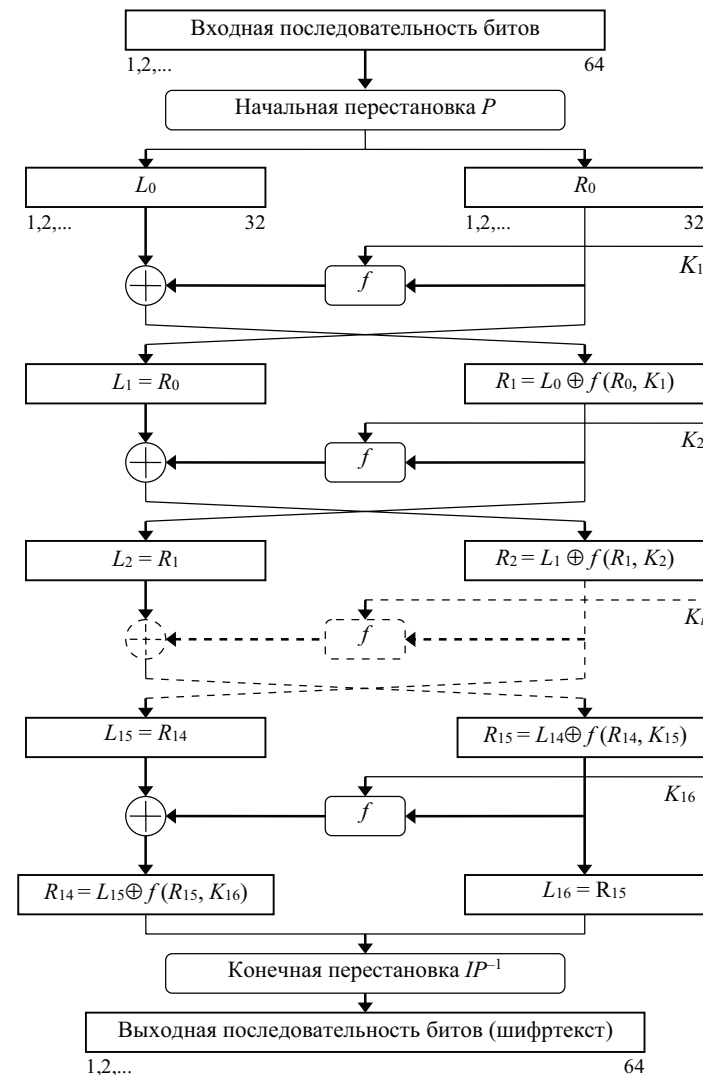 Входная последовательность битов
1,2,... 64
Начальная перестановка P
L0 R0
1,2,... 32 1,2,... 32
K1
f
L1 = R0 R1 = L0 ⊕ f (R0, K1)
K2
f
L2 = R1 R2 = L1 ⊕ f (R1, K2)
f
L15 = R14 R15 = L14⊕ f (R14, K15)
K16
f
R14 = L15⊕ f (R15, K16) L16 = R15
Конечная перестановка IP–1
Выходная последовательность битов (шифртекст)
1,2,... 64